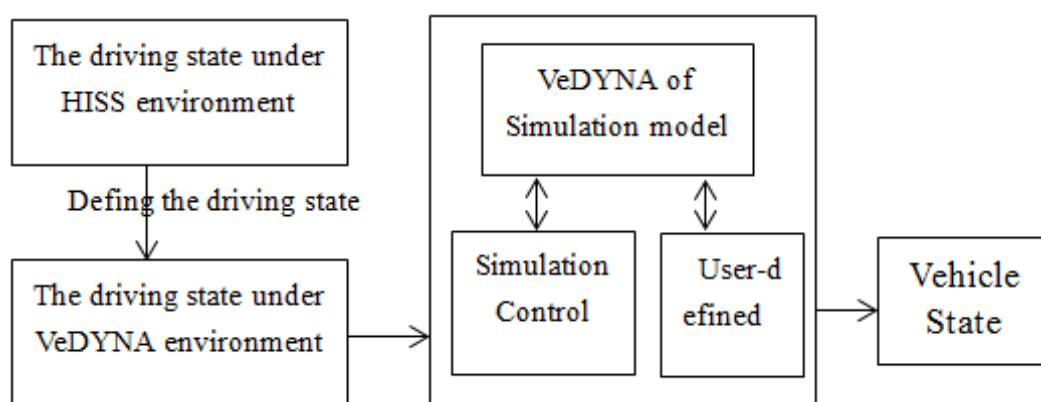 The driving state under
HISS environment
Defing the driving state
The driving state under
VeDYNA environment
VeDYNA of
Simulation model
Simulation
Control
User-d
efined
Vehicle
State